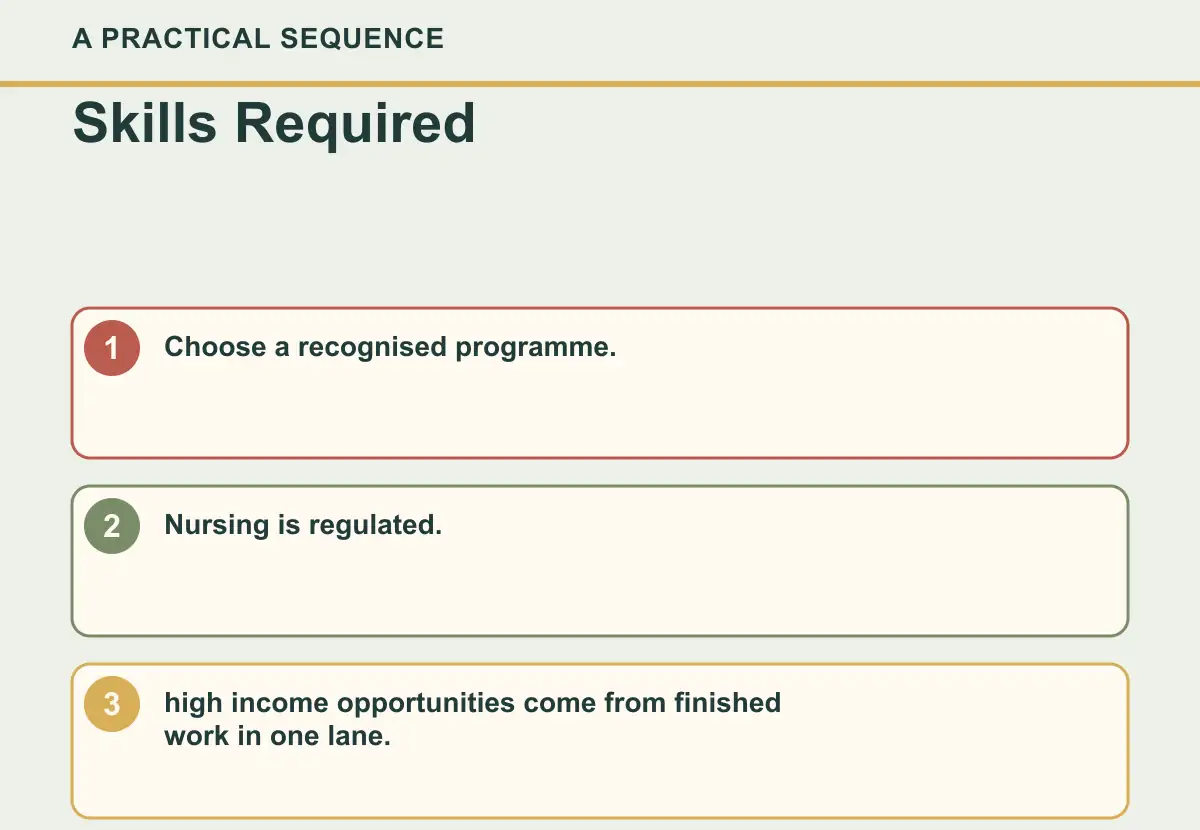 A PRACTICAL SEQUENCE
Skills Required
1
Choose a recognised programme.
2
Nursing is regulated.
3
high income opportunities come from finished
work in one lane.